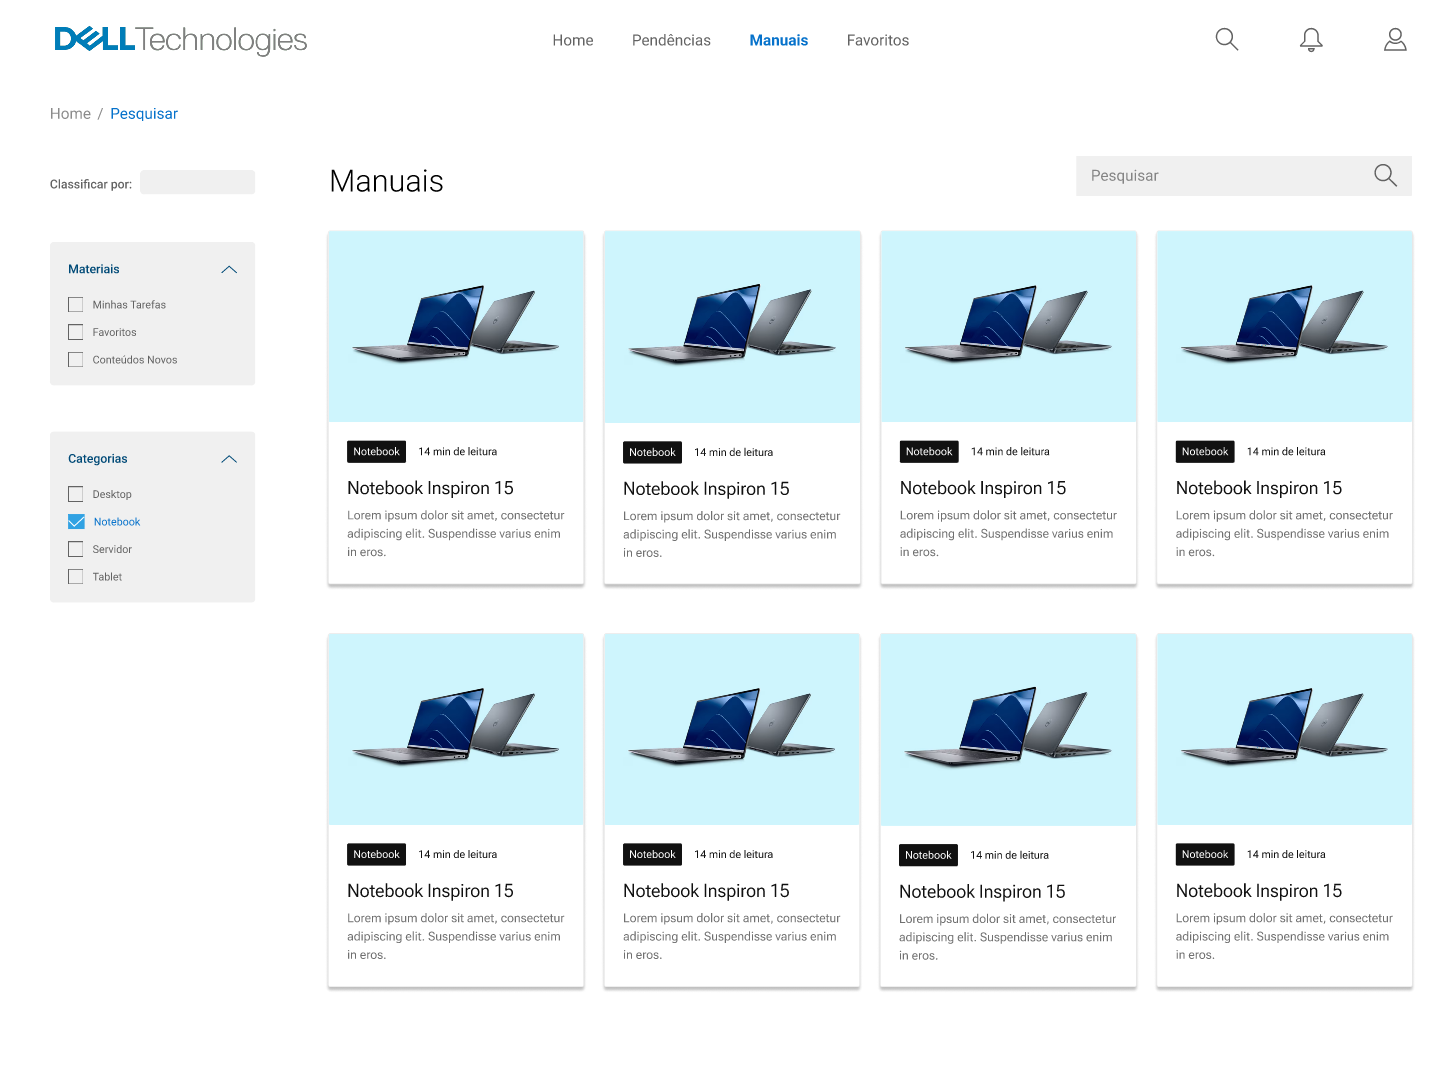 DELL Technologies
Home Pendências Manuais Favoritos
Home / Pesquisar
Classificar por:
Materiais
Minhas Tarefas
Favoritos
Conteúdos Novos
Categorias
Desktop
Notebook
Servidor
Tablet
Manuais
Pesquisar
Notebook 14 min de leitura
Notebook Inspiron 15
Lorem ipsum dolor sit amet, consectetur
adipiscing elit. Suspendisse varius enim
in eros.
Notebook 14 min de leitura
Notebook Inspiron 15
Lorem ipsum dolor sit amet, consectetur
adipiscing elit. Suspendisse varius enim
in eros.
Notebook 14 min de leitura
Notebook Inspiron 15
Lorem ipsum dolor sit amet, consectetur
adipiscing elit. Suspendisse varius enim
in eros.
Notebook 14 min de leitura
Notebook Inspiron 15
Lorem ipsum dolor sit amet, consectetur
adipiscing elit. Suspendisse varius enim
in eros.
Notebook 14 min de leitura
Notebook Inspiron 15
Lorem ipsum dolor sit amet, consectetur
adipiscing elit. Suspendisse varius enim
in eros.
Notebook 14 min de leitura
Notebook Inspiron 15
Lorem ipsum dolor sit amet, consectetur
adipiscing elit. Suspendisse varius enim
in eros.
Notebook 14 min de leitura
Notebook Inspiron 15
Lorem ipsum dolor sit amet, consectetur
adipiscing elit. Suspendisse varius enim
in eros.
Notebook 14 min de leitura
Notebook Inspiron 15
Lorem ipsum dolor sit amet, consectetur
adipiscing elit. Suspendisse varius enim
in eros.